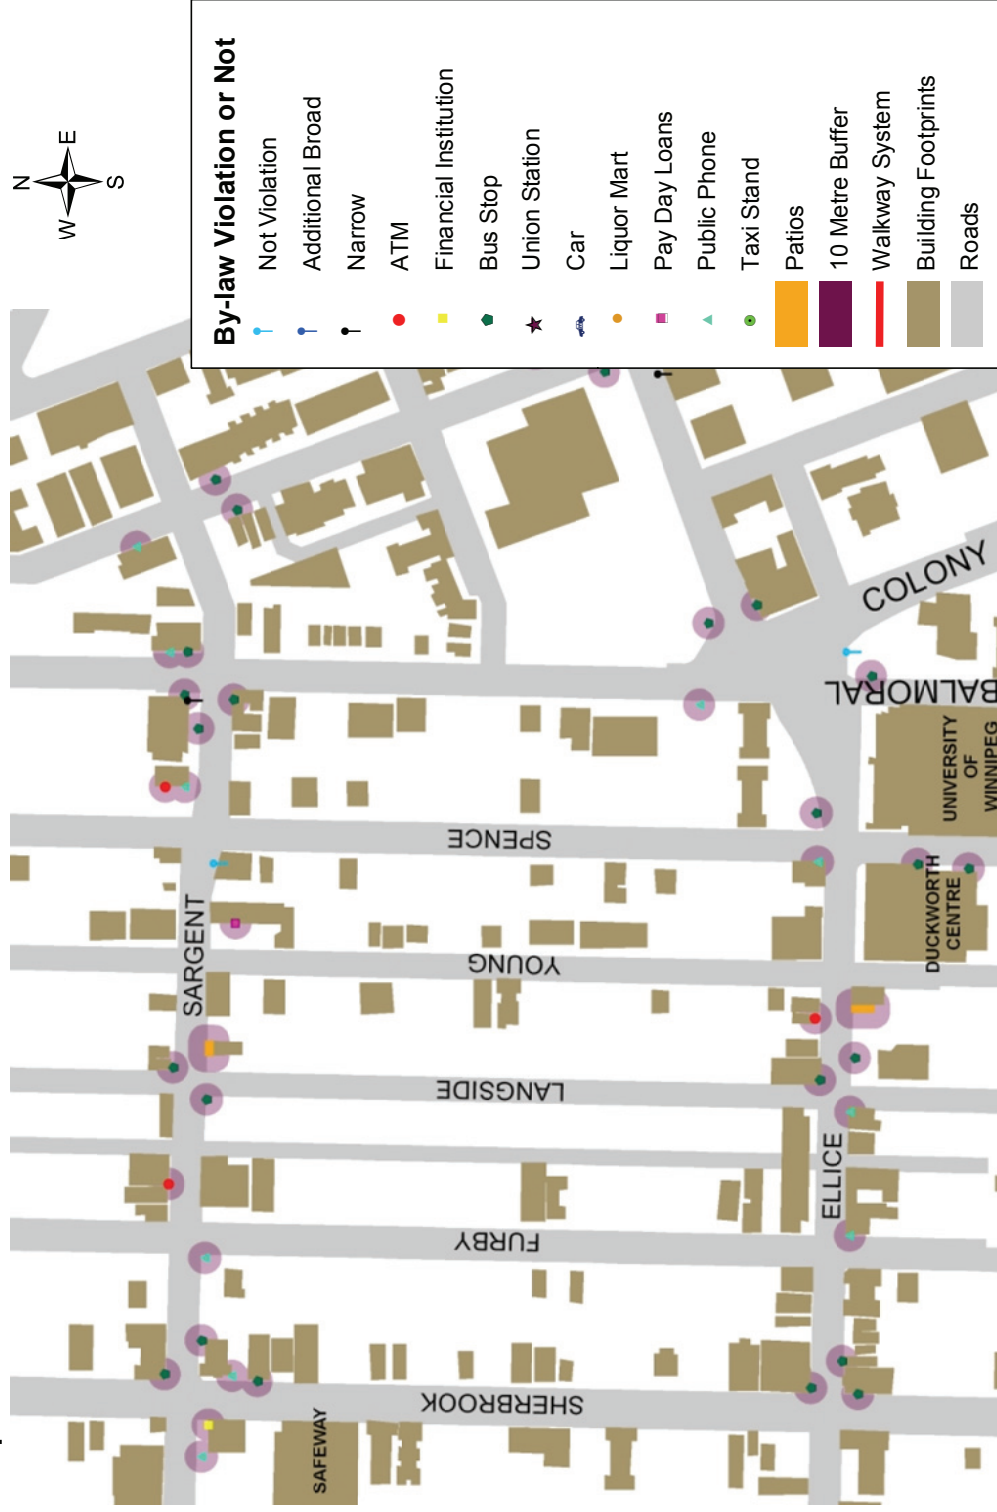 N
W
E
S
By-law Violation or Not
Not Violation
Additional Broad
Narrow
ATM
Financial Institution
Bus Stop
Union Station
Car
Liquor Mart
Pay Day Loans
Public Phone
Taxi Stand
Patios
10 Metre Buffer
Walkway System
Building Footprints
Roads
COLONY
BALMORAL
UNIVERSITY
OF
WINNIPEG
SPENCE
DUCKWORTH
CENTRE
SARGENT
YOUNG
LANGSIDE
ELLICE
FURBY
SHERBROOK
SAFEWAY